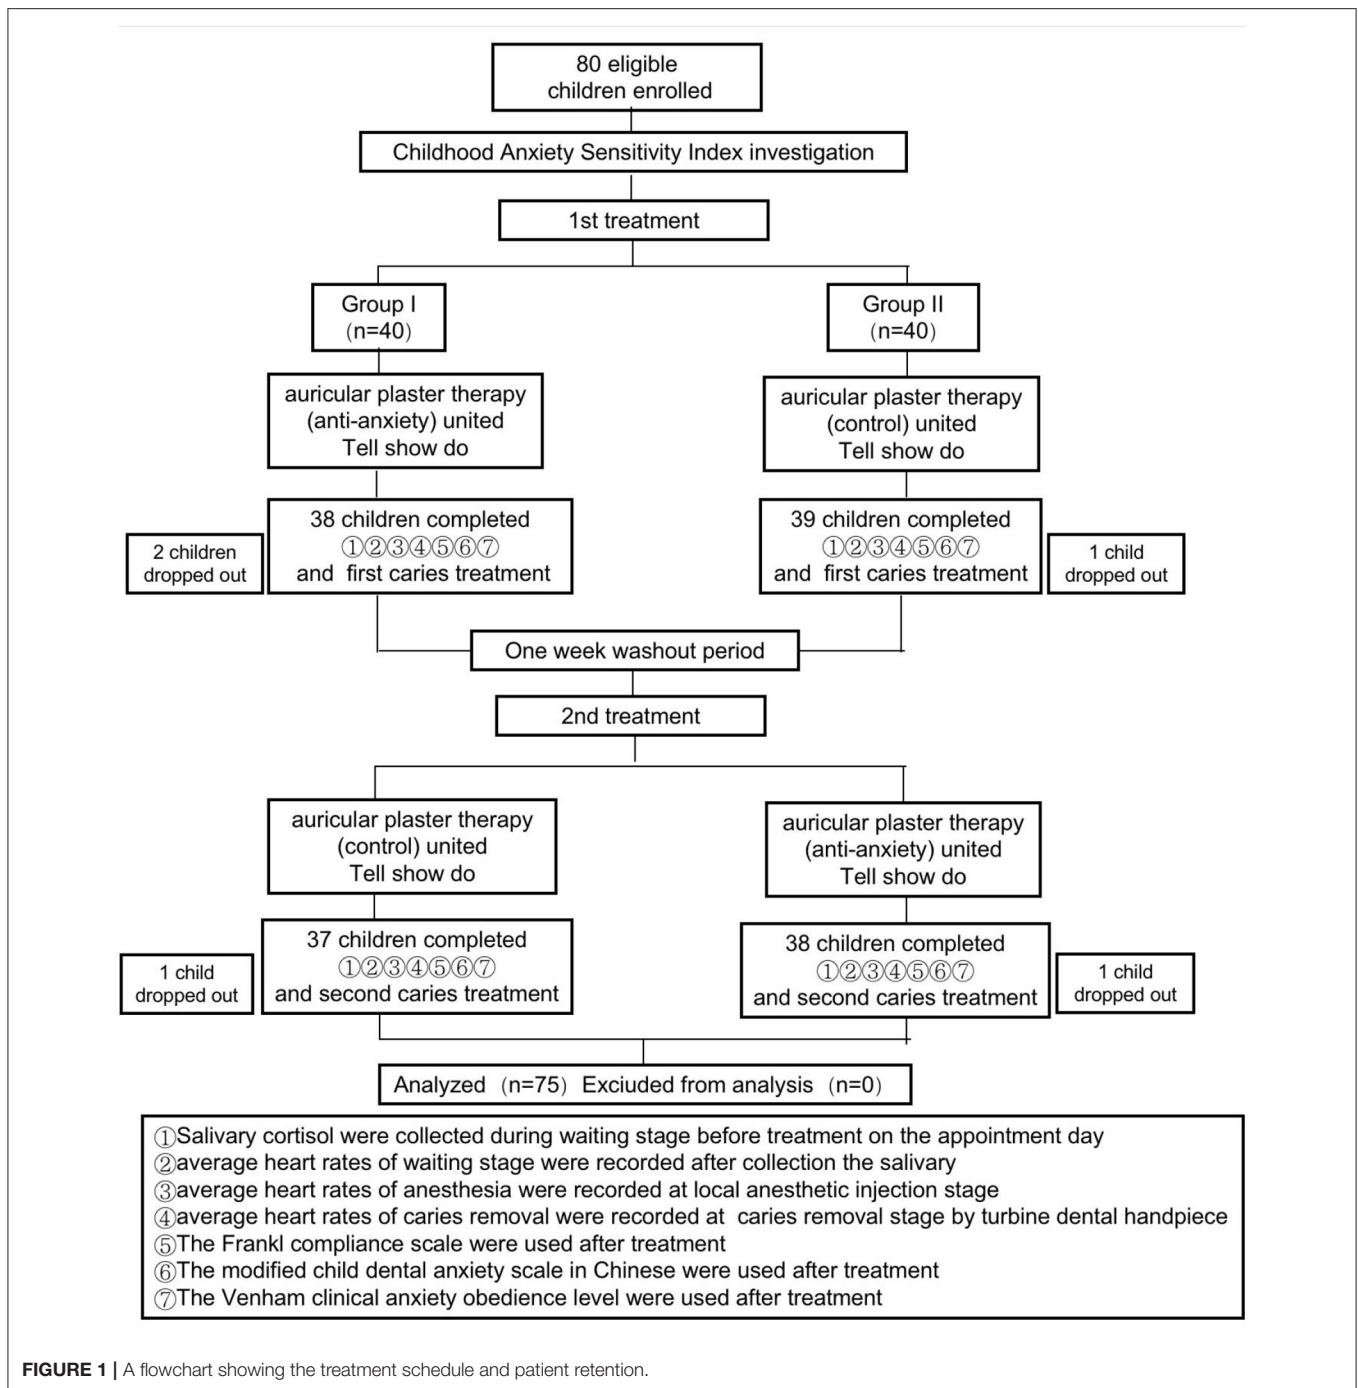 80 eligible
children enrolled
Childhood Anxiety Sensitivity Index investigation
1st treatment
Group I
(n=40)
Group II
(n=40)
auricular plaster therapy
(anti-anxiety) united
Tell show do
auricular plaster therapy
(control) united
Tell show do
2 children
dropped out
38 children completed
①②③④⑤⑥⑦
and first caries treatment
39 children completed
①②③④⑤⑥⑦
and first caries treatment
1 child
dropped out
One week washout period
2nd treatment
auricular plaster therapy
(control) united
Tell show do
auricular plaster therapy
(anti-anxiety) united
Tell show do
1 child
dropped out
37 children completed
①②③④⑤⑥⑦
and second caries treatment
38 children completed
①②③④⑤⑥⑦
and second caries treatment
1 child
dropped out
Analyzed (n=75) Exciuded from analysis (n=0)
①Salivary cortisol were collected during waiting stage before treatment on the appointment day
②average heart rates of waiting stage were recorded after collection the salivary
③average heart rates of anesthesia were recorded at local anesthetic injection stage
④average heart rates of caries removal were recorded at caries removal stage by turbine dental handpiece
⑤The Frankl compliance scale were used after treatment
⑥The modified child dental anxiety scale in Chinese were used after treatment
⑦The Venham clinical anxiety obedience level were used after treatment
FIGURE 1 | A flowchart showing the treatment schedule and patient retention.